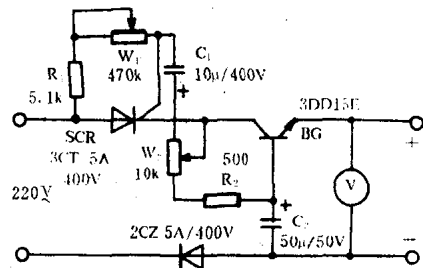 W₁
470k
C₁
10μ/400V
R₁
5.1k
SCR
3CT 5A
400V
220V
W₂
10k
500
R₂
3DD15E
BG
V
+
+
+
−
C₂
50μ/50V
2CZ 5A/400V